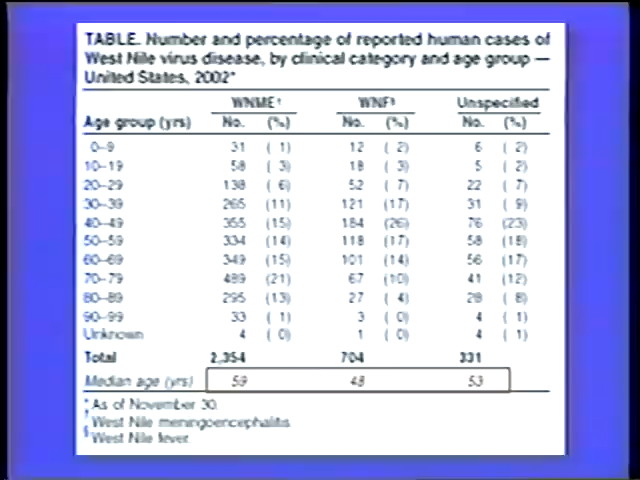 TABLE. Number and percentage of reported human cases of
West Nile virus disease, by clinical category and age group —
United States, 2002*
WNME† WNF§ Unspecified
Age group (yrs) No. (%) No. (%) No. (%)
0–9 31 ( 1) 12 ( 2) 6 ( 2)
10–19 58 ( 3) 18 ( 3) 5 ( 2)
20–29 138 ( 6) 52 ( 7) 22 ( 7)
30–39 265 (11) 121 (17) 31 ( 9)
40–49 355 (15) 184 (26) 76 (23)
50–59 334 (14) 118 (17) 58 (18)
60–69 349 (15) 101 (14) 56 (17)
70–79 489 (21) 67 (10) 41 (12)
80–89 295 (13) 27 ( 4) 28 ( 8)
90–99 33 ( 1) 3 ( 0) 4 ( 1)
Unknown 4 ( 0) 1 ( 0) 4 ( 1)
Total 2,354 704 331
Median age (yrs) 59 48 53
* As of November 30.
† West Nile meningoencephalitis.
§ West Nile fever.